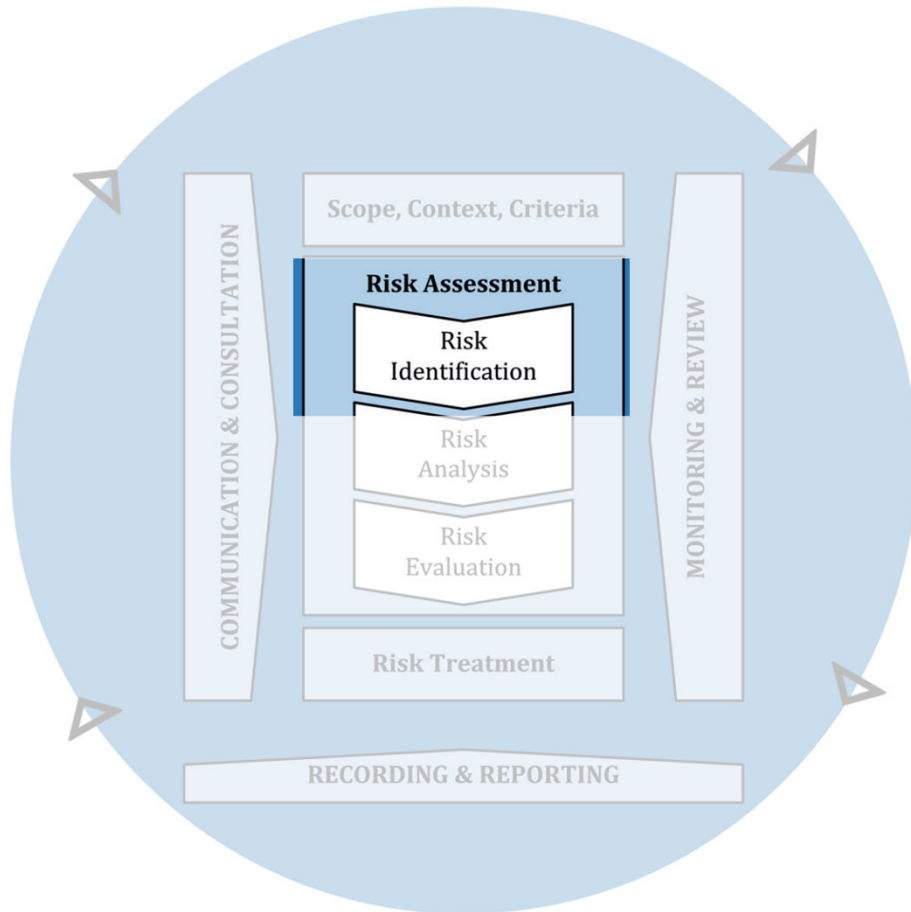 Scope, Context, Criteria
COMMUNICATION & CONSULTATION
Risk Assessment
Risk
Identification
Risk
Analysis
Risk
Evaluation
MONITORING & REVIEW
Risk Treatment
RECORDING & REPORTING